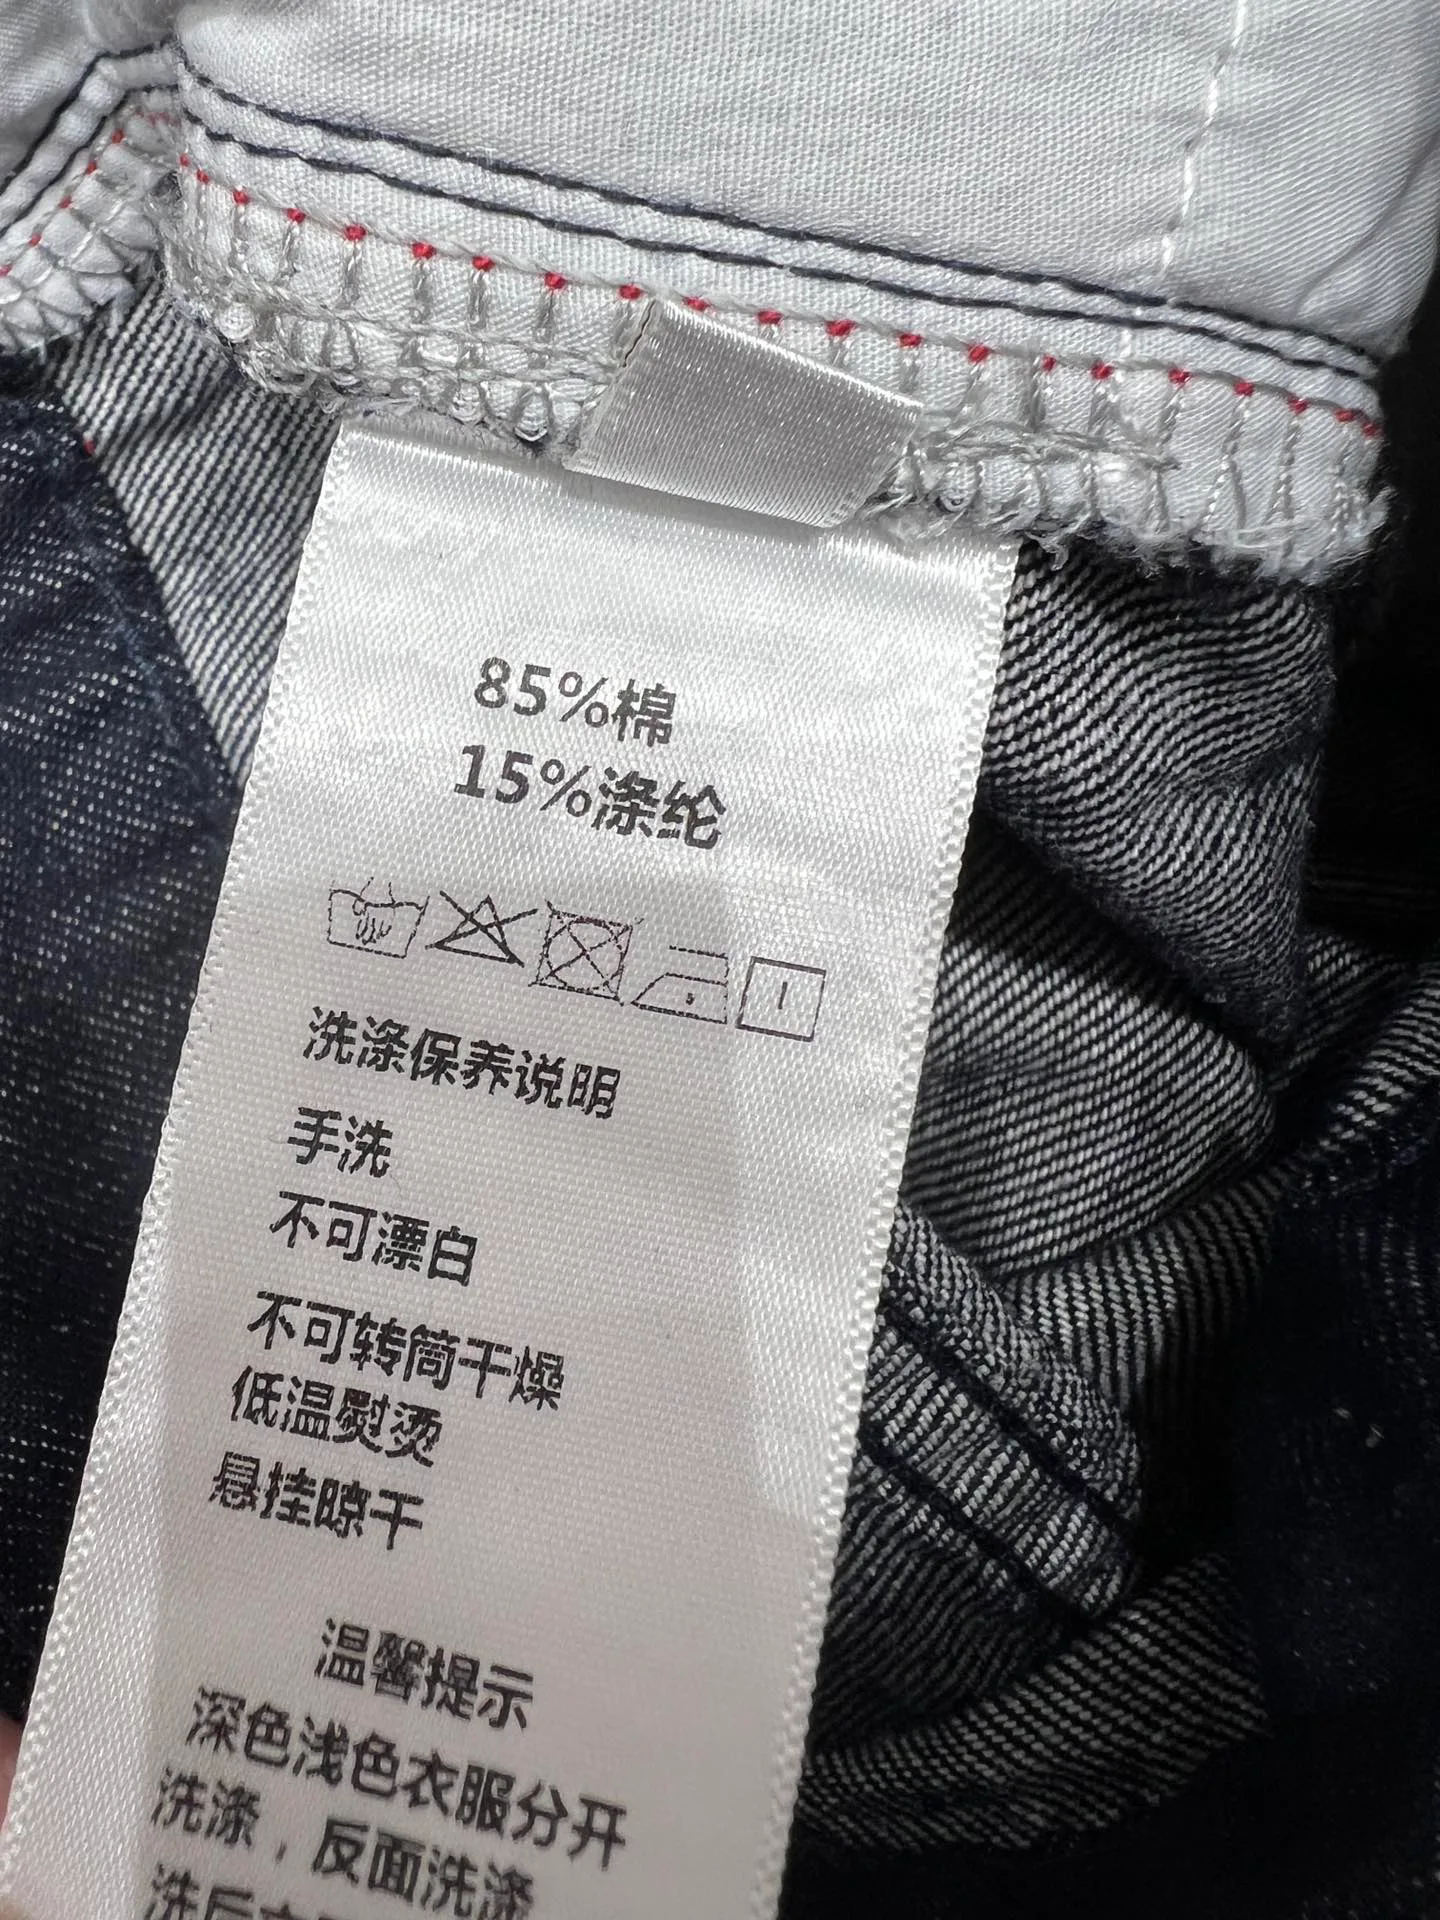 85%棉
15%涤纶
洗涤保养说明
手洗
不可漂白
不可转筒干燥
低温熨烫
悬挂晾干
温馨提示
深色浅色衣服分开
洗涤，反面洗涤
洗后